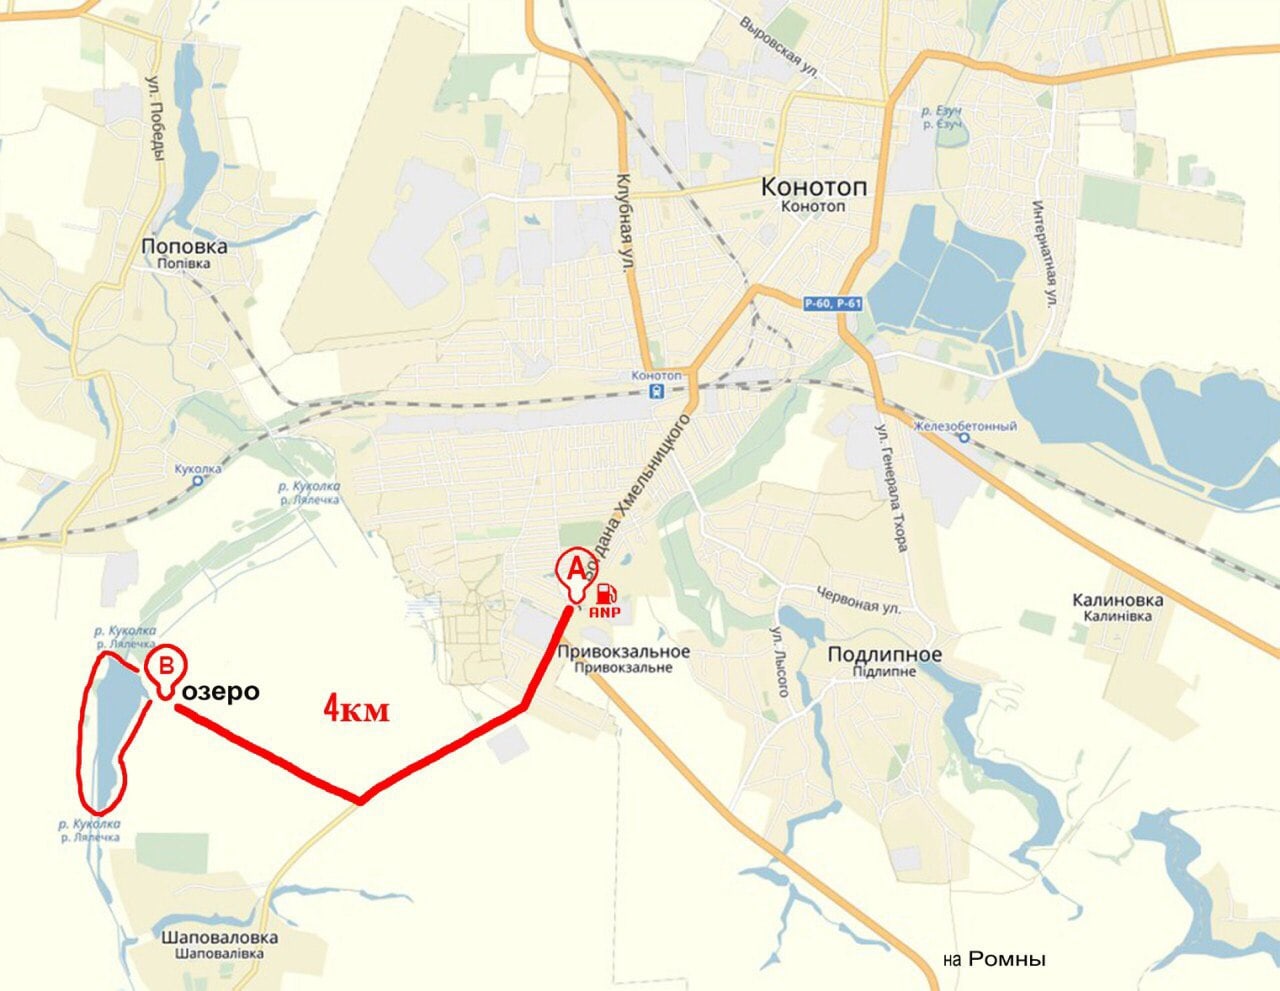 Выровская ул.
ул. Победы
р. Езуч
р. Єзуч
Конотоп
Конотоп
Клубная ул.
Интернатная ул.
Поповка
Попівка
Р-60, Р-61
Конотоп
Железобетонный
Куколка
р. Куколка
р. Лялечка
Богдана Хмельницкого
ул. Генерала Тхора
A
ANP
Червоная ул.
Калиновка
Калинівка
р. Куколка
р. Лялечка
B
озеро
4км
Привокзальное
Привокзальне
ул. Лысого
Подлипное
Підлипне
р. Куколка
р. Лялечка
Шаповаловка
Шаповалівка
на Ромны